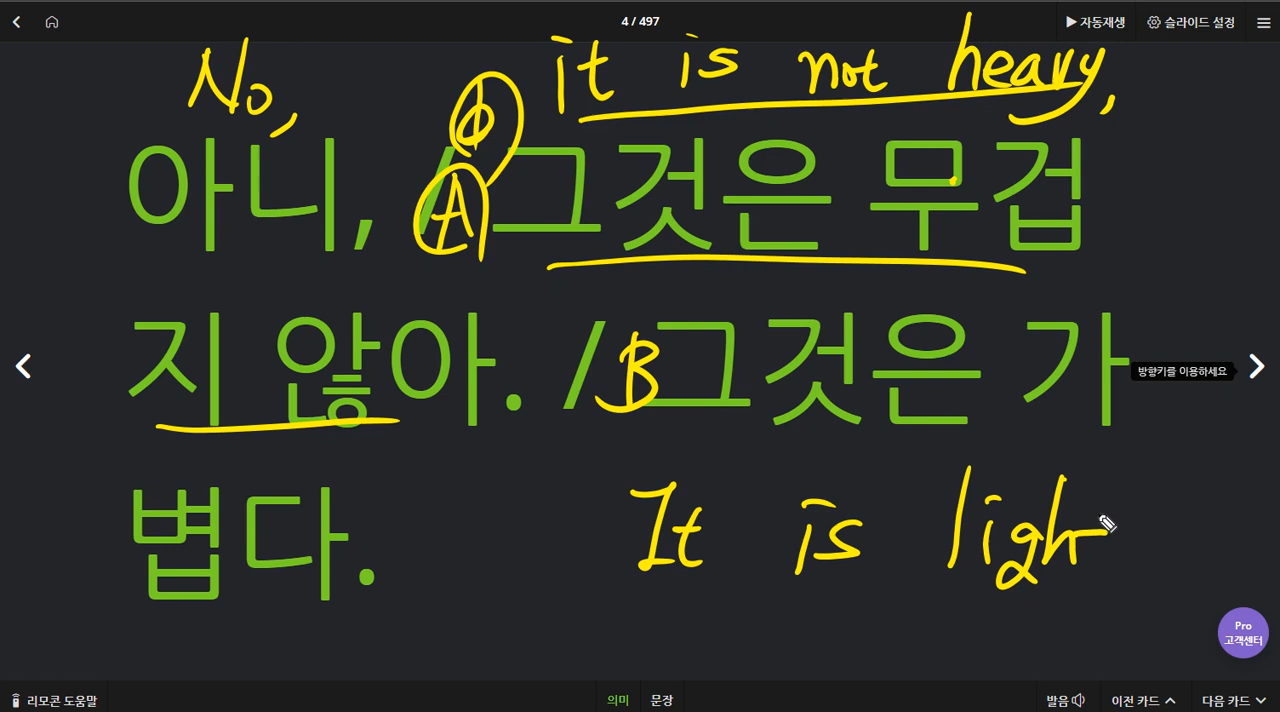 4 / 497
자동재생
슬라이드 설정
No, it is not heavy,
아니, / 그것은 무겁
A
지 않아. / 그것은 가
B
방향키를 이용하세요
볍다.
It is ligh
Pro
고객센터
리모콘 도움말
의미
문장
발음
이전 카드
다음 카드